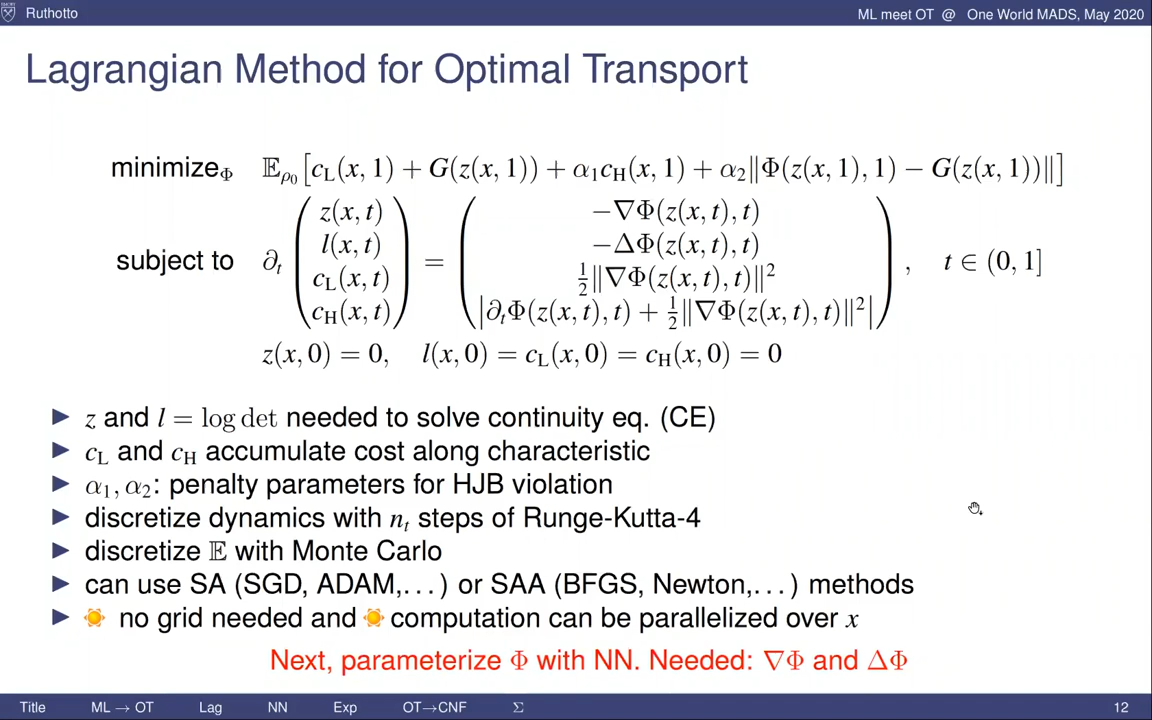 Ruthotto
ML meet OT @ One World MADS, May 2020
Lagrangian Method for Optimal Transport
minimize_Φ 𝔼_ρ₀ [c_L(x, 1) + G(z(x, 1)) + α₁c_H(x, 1) + α₂‖Φ(z(x, 1), 1) − G(z(x, 1))‖]
subject to ∂_t ( z(x, t) l(x, t) c_L(x, t) c_H(x, t) ) = ( −∇Φ(z(x, t), t) −ΔΦ(z(x, t), t) ½‖∇Φ(z(x, t), t)‖² |∂_tΦ(z(x, t), t) + ½‖∇Φ(z(x, t), t)‖²| ) , t ∈ (0, 1]
z(x, 0) = 0, l(x, 0) = c_L(x, 0) = c_H(x, 0) = 0
▶ z and l = log det needed to solve continuity eq. (CE)
▶ c_L and c_H accumulate cost along characteristic
▶ α₁, α₂: penalty parameters for HJB violation
▶ discretize dynamics with n_t steps of Runge-Kutta-4
▶ discretize 𝔼 with Monte Carlo
▶ can use SA (SGD, ADAM,...) or SAA (BFGS, Newton,...) methods
▶ no grid needed and computation can be parallelized over x
Next, parameterize Φ with NN. Needed: ∇Φ and ΔΦ
Title ML → OT Lag NN Exp OT→CNF Σ 12